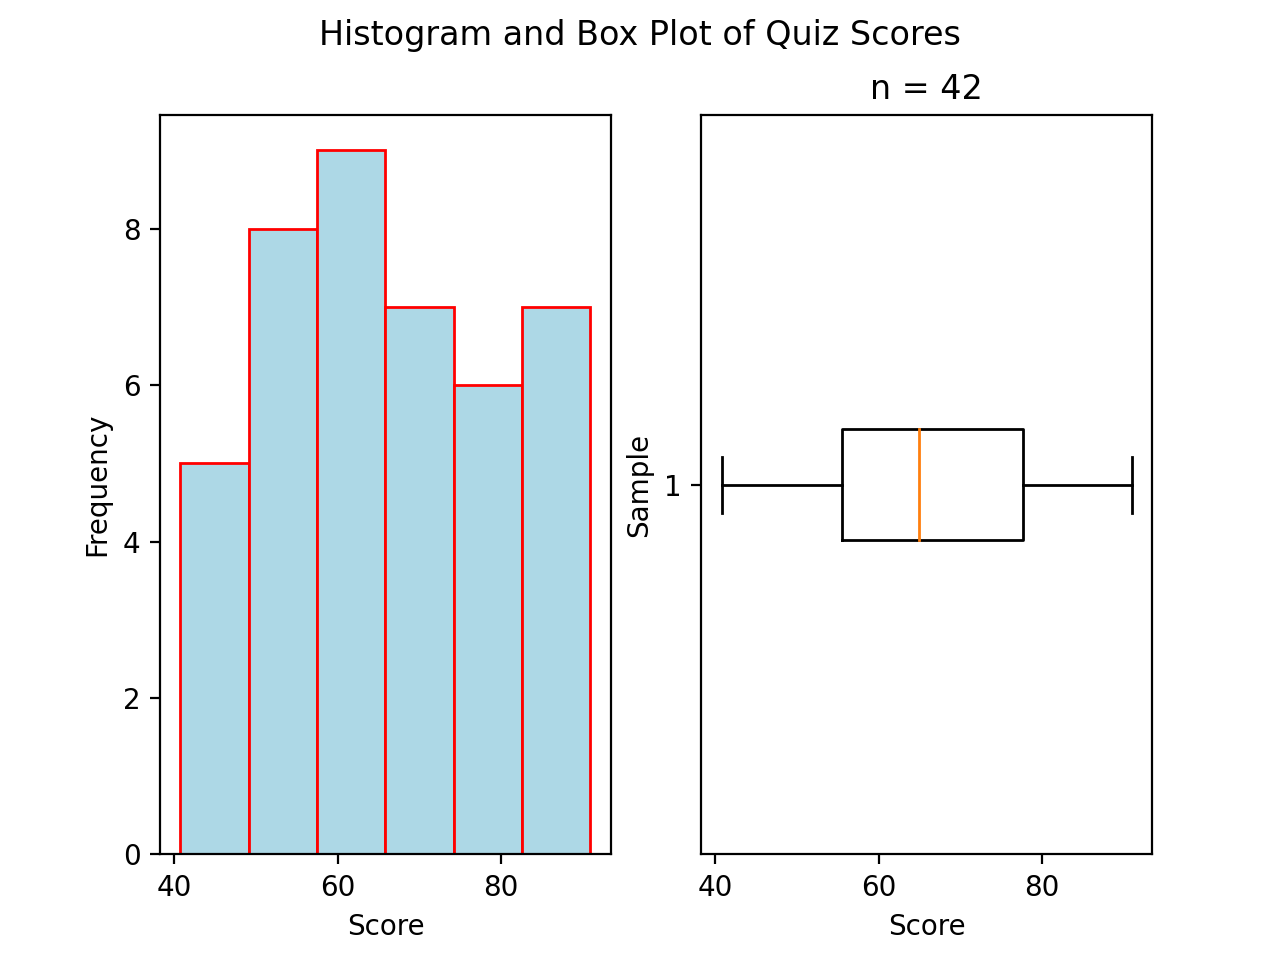 Histogram and Box Plot of Quiz Scores
Frequency
8
6
4
2
0
40 60 80
Score
n = 42
Sample
1
40 60 80
Score